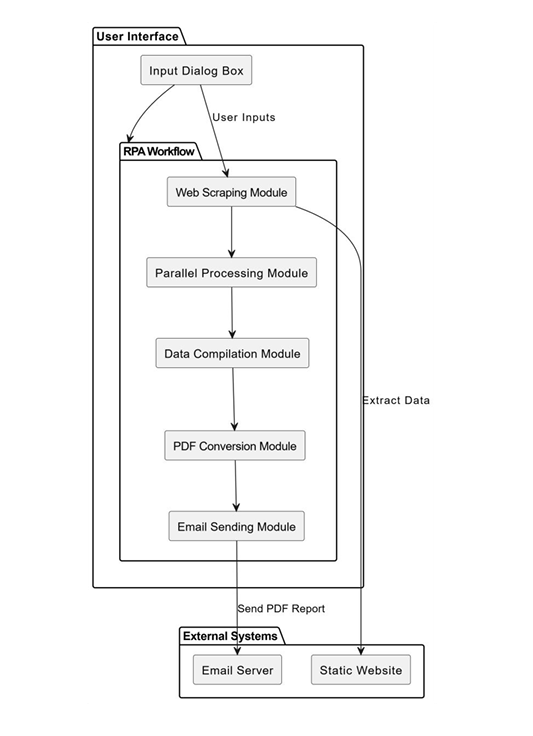 User Interface
Input Dialog Box
User Inputs
RPA Workflow
Web Scraping Module
Parallel Processing Module
Data Compilation Module
Extract Data
PDF Conversion Module
Email Sending Module
Send PDF Report
External Systems
Email Server
Static Website